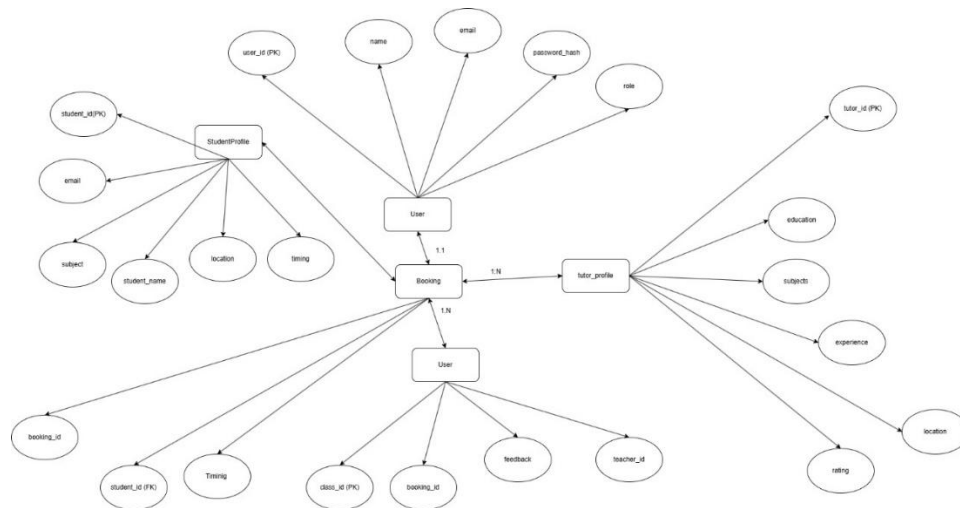 email
name
user_id (PK)
password_hash
role
student_id(PK)
tutor_id (PK)
StudentProfile
email
User
education
1.1
location
timing
subject
student_name
1:N
Booking
tutor_profile
subjects
1.N
experience
User
beoking_id
location
feedback
teacher_id
rating
Timinig
student_id (FK)
class_id (PK)
booking_id